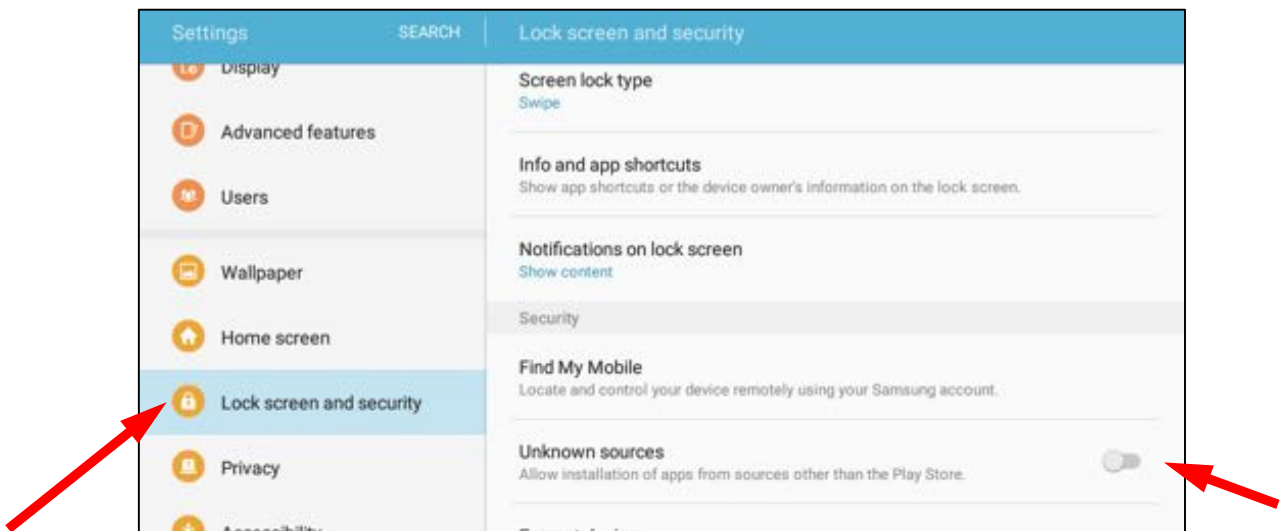 Settings
SEARCH
Display
Advanced features
Users
Wallpaper
Home screen
Lock screen and security
Privacy
Accessibility
Lock screen and security
Screen lock type
Swipe
Info and app shortcuts
Show app shortcuts or the device owner's information on the lock screen.
Notifications on lock screen
Show content
Security
Find My Mobile
Locate and control your device remotely using your Samsung account.
Unknown sources
Allow installation of apps from sources other than the Play Store.